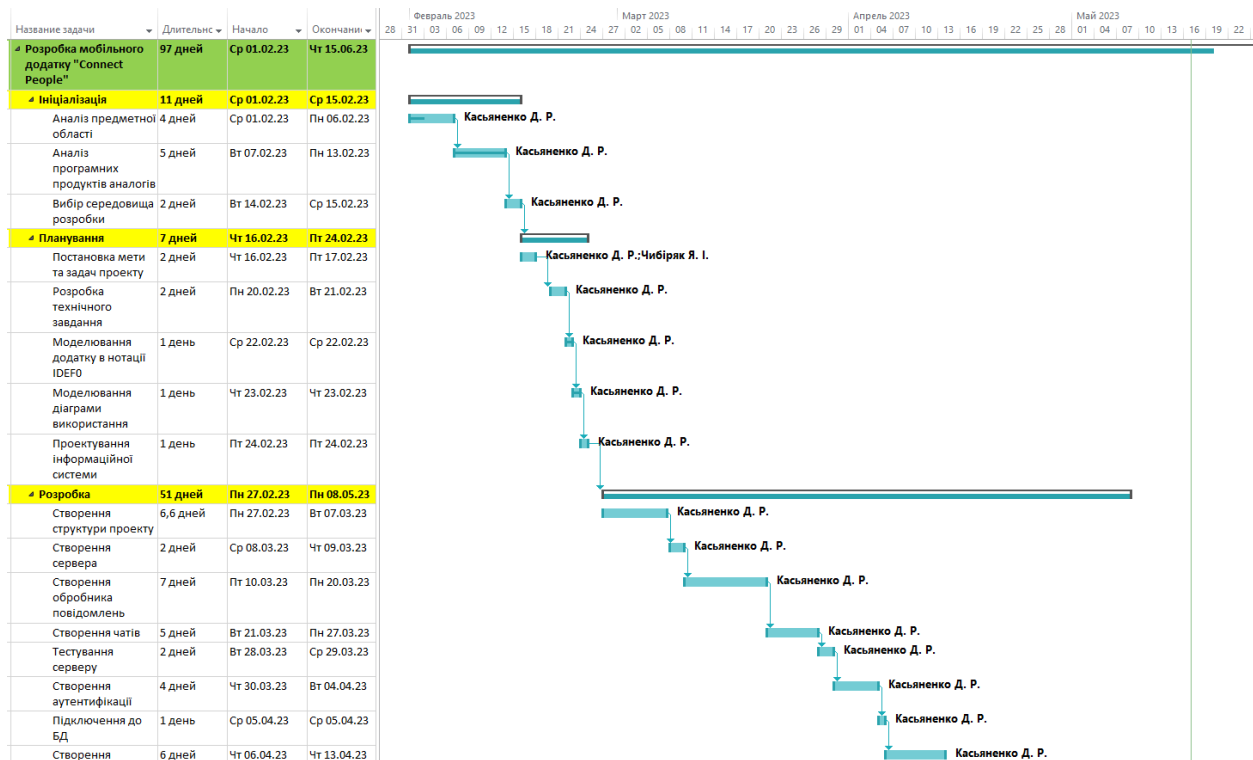 Название задачи Длительнс Начало Окончани
Февраль 2023 Март 2023 Апрель 2023 Май 2023
28 31 03 06 09 12 15 18 21 24 27 02 05 08 11 14 17 20 23 26 29 01 04 07 10 13 16 19 22 25 28 01 04 07 10 13 16 19 22
Розробка мобільного 97 дней Ср 01.02.23 Чт 15.06.23
додатку "Connect
People"
Ініціалізація 11 дней Ср 01.02.23 Ср 15.02.23
Аналіз предметної 4 дней Ср 01.02.23 Пн 06.02.23 Касьяненко Д. Р.
області
Аналіз 5 дней Вт 07.02.23 Пн 13.02.23 Касьяненко Д. Р.
програмних
продуктів аналогів
Вибір середовища 2 дней Вт 14.02.23 Ср 15.02.23 Касьяненко Д. Р.
розробки
Планування 7 дней Чт 16.02.23 Пт 24.02.23
Постановка мети 2 дней Чт 16.02.23 Пт 17.02.23 Касьяненко Д. Р.;Чибіряк Я. І.
та задач проекту
Розробка 2 дней Пн 20.02.23 Вт 21.02.23 Касьяненко Д. Р.
технічного
завдання
Моделювання 1 день Ср 22.02.23 Ср 22.02.23 Касьяненко Д. Р.
додатку в нотації
IDEF0
Моделювання 1 день Чт 23.02.23 Чт 23.02.23 Касьяненко Д. Р.
діаграми
використання
Проектування 1 день Пт 24.02.23 Пт 24.02.23 Касьяненко Д. Р.
інформаційної
системи
Розробка 51 дней Пн 27.02.23 Пн 08.05.23
Створення 6,6 дней Пн 27.02.23 Вт 07.03.23 Касьяненко Д. Р.
структури проекту
Створення 2 дней Ср 08.03.23 Чт 09.03.23 Касьяненко Д. Р.
сервера
Створення 7 дней Пт 10.03.23 Пн 20.03.23 Касьяненко Д. Р.
обробника
повідомлень
Створення чатів 5 дней Вт 21.03.23 Пн 27.03.23 Касьяненко Д. Р.
Тестування 2 дней Вт 28.03.23 Ср 29.03.23 Касьяненко Д. Р.
серверу
Створення 4 дней Чт 30.03.23 Вт 04.04.23 Касьяненко Д. Р.
аутентифікації
Підключення до 1 день Ср 05.04.23 Ср 05.04.23 Касьяненко Д. Р.
БД
Створення 6 дней Чт 06.04.23 Чт 13.04.23 Касьяненко Д. Р.